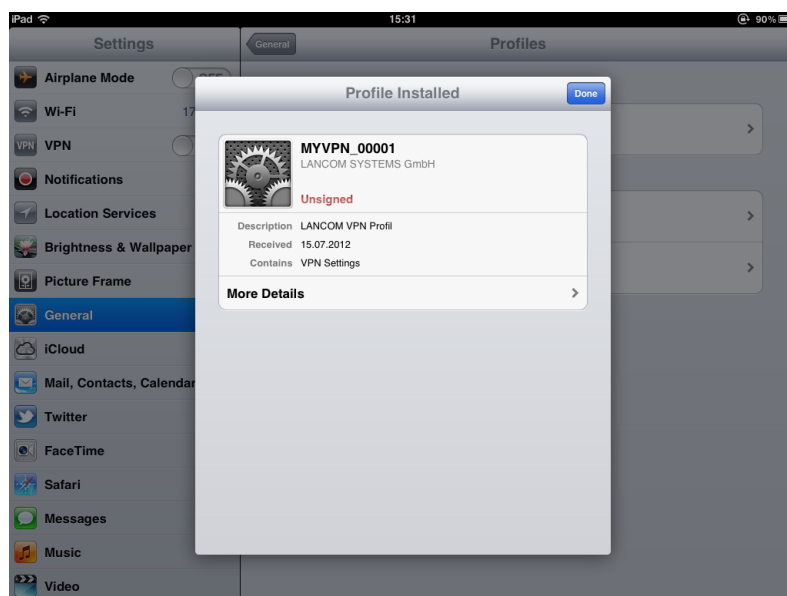 iPad
15:31
90%
Settings
General
Profiles
Airplane Mode
Wi-Fi
17
VPN
VPN
Notifications
Location Services
Brightness & Wallpaper
Picture Frame
General
iCloud
Mail, Contacts, Calendar
Twitter
FaceTime
Safari
Messages
Music
Video
Profile Installed
Done
MYVPN_00001
LANCOM SYSTEMS GmbH
Unsigned
Description LANCOM VPN Profil
Received 15.07.2012
Contains VPN Settings
More Details